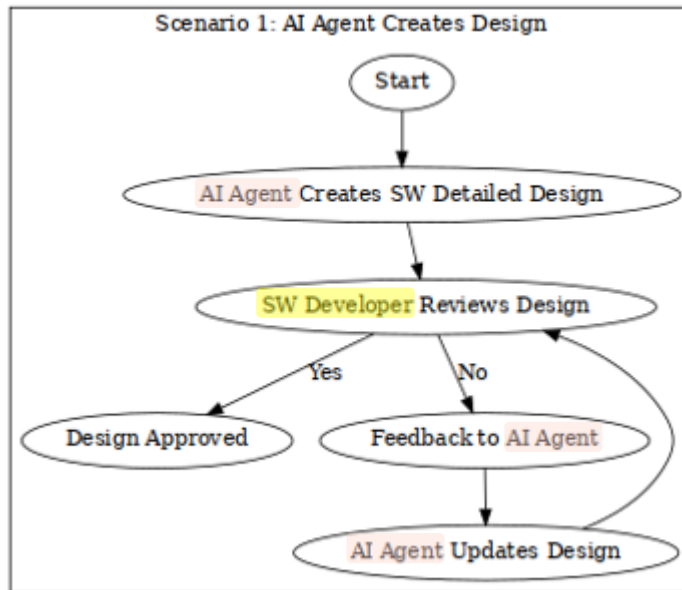 Scenario 1: AI Agent Creates Design
Start
AI Agent Creates SW Detailed Design
SW Developer Reviews Design
Yes
No
Design Approved
Feedback to AI Agent
AI Agent Updates Design